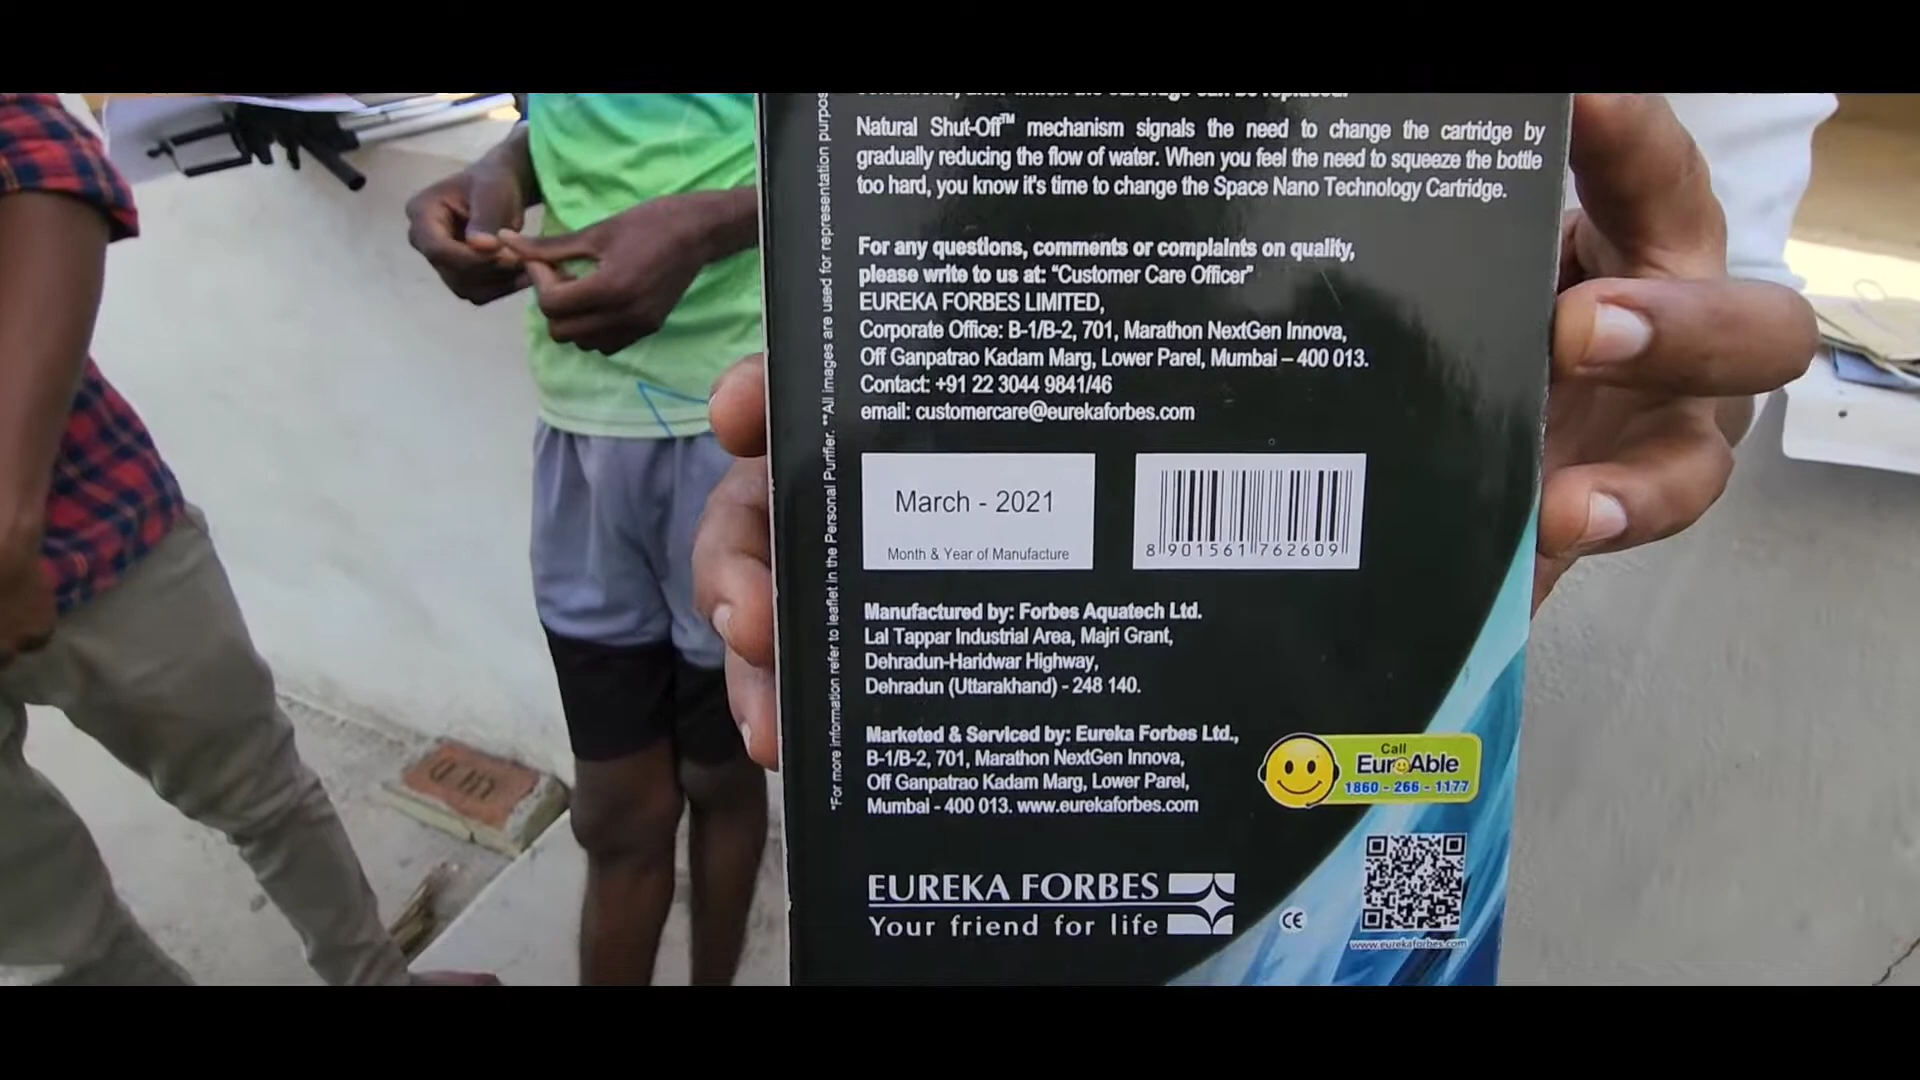 Natural Shut-Off™ mechanism signals the need to change the cartridge by
gradually reducing the flow of water. When you feel the need to squeeze the bottle
too hard, you know it's time to change the Space Nano Technology Cartridge.
For any questions, comments or complaints on quality,
please write to us at: "Customer Care Officer"
EUREKA FORBES LIMITED,
Corporate Office: B-1/B-2, 701, Marathon NextGen Innova,
Off Ganpatrao Kadam Marg, Lower Parel, Mumbai – 400 013.
Contact: +91 22 3044 9841/46
email: customercare@eurekaforbes.com
March - 2021
Month & Year of Manufacture
8 901561 762609
Manufactured by: Forbes Aquatech Ltd.
Lal Tappar Industrial Area, Majri Grant,
Dehradun-Haridwar Highway,
Dehradun (Uttarakhand) - 248 140.
Marketed & Serviced by: Eureka Forbes Ltd.,
B-1/B-2, 701, Marathon NextGen Innova,
Off Ganpatrao Kadam Marg, Lower Parel,
Mumbai - 400 013. www.eurekaforbes.com
Call
EuroAble
1860 - 266 - 1177
EUREKA FORBES
Your friend for life
CE
www.eurekaforbes.com
*For more information refer to leaflet in the Personal Purifier. **All images are used for representation